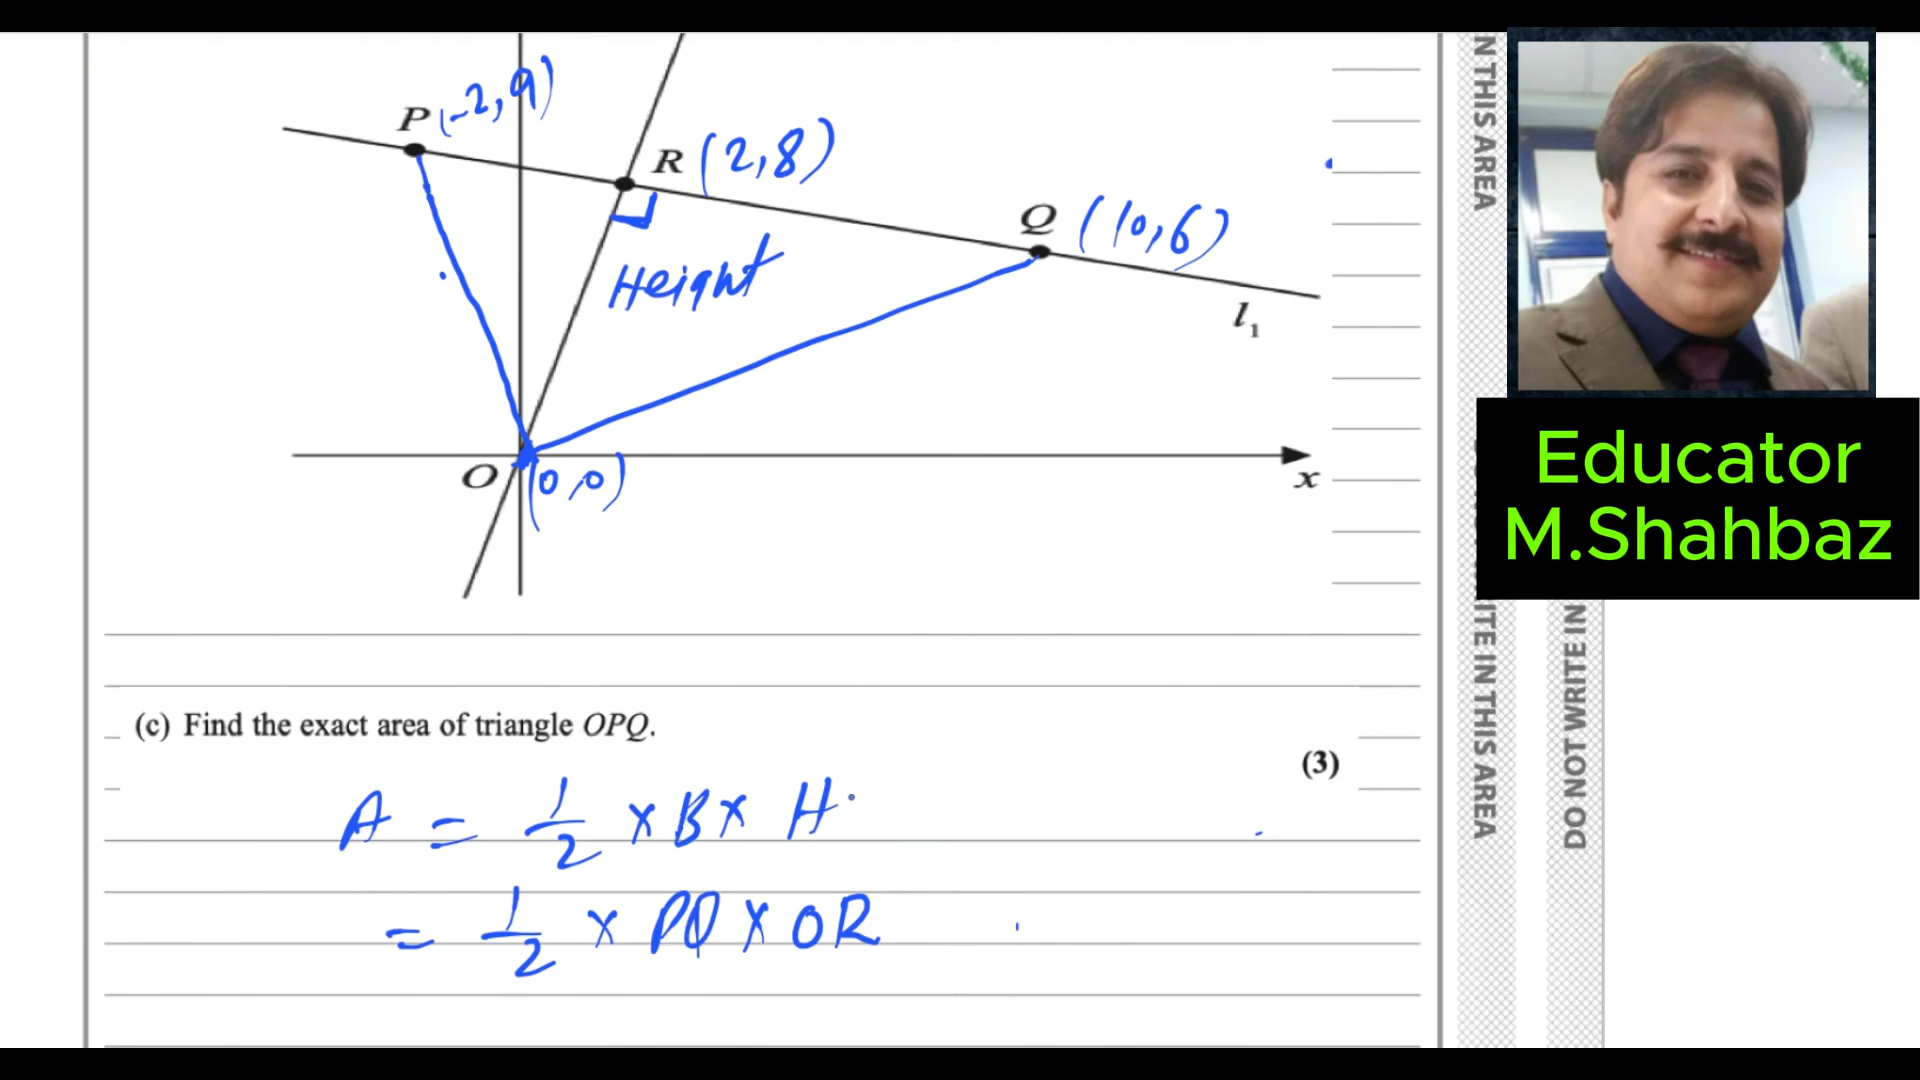 P (-2, 9)
R (2, 8)
Q (10, 6)
Height
l₁
O (0, 0)
x
(c) Find the exact area of triangle OPQ.
(3)
A = 1/2 × B × H
= 1/2 × PQ × OR
N THIS AREA
ITE IN THIS AREA
DO NOT WRITE IN
Educator
M.Shahbaz